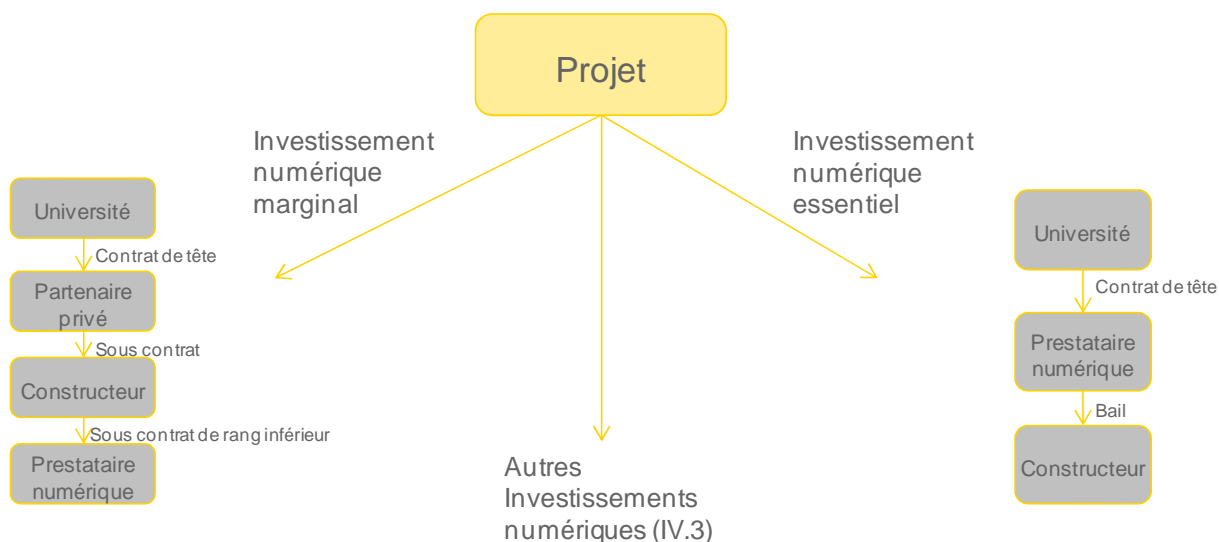 Projet
Investissement
numérique
marginal
Investissement
numérique
essentiel
Université
Contrat de tête
Partenaire
privé
Sous contrat
Constructeur
Sous contrat de rang inférieur
Prestataire
numérique
Autres
Investissements
numériques (IV.3)
Université
Contrat de tête
Prestataire
numérique
Bail
Constructeur